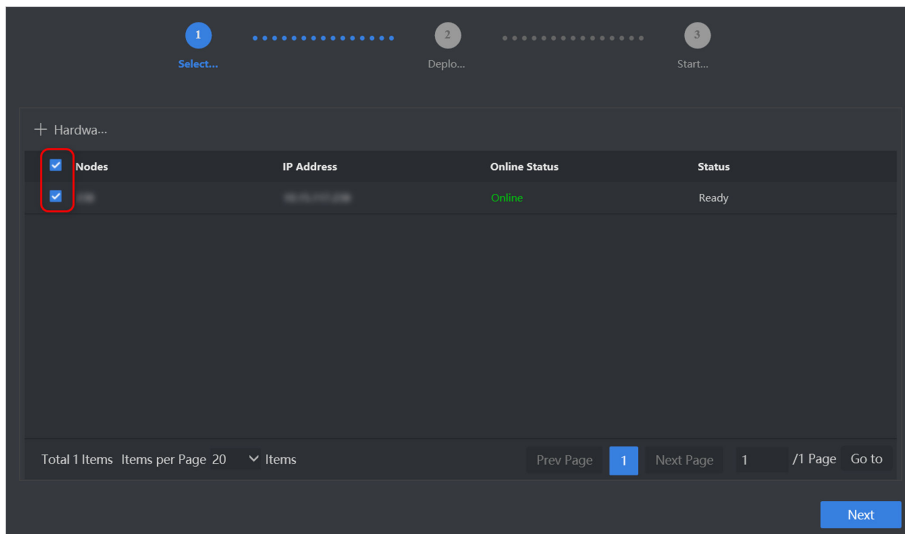 1 2 3
Select... Deplo... Start...
+ Hardwa...
Nodes IP Address Online Status Status
Online Ready
Total 1 Items Items per Page 20 Items Prev Page 1 Next Page 1 /1 Page Go to
Next